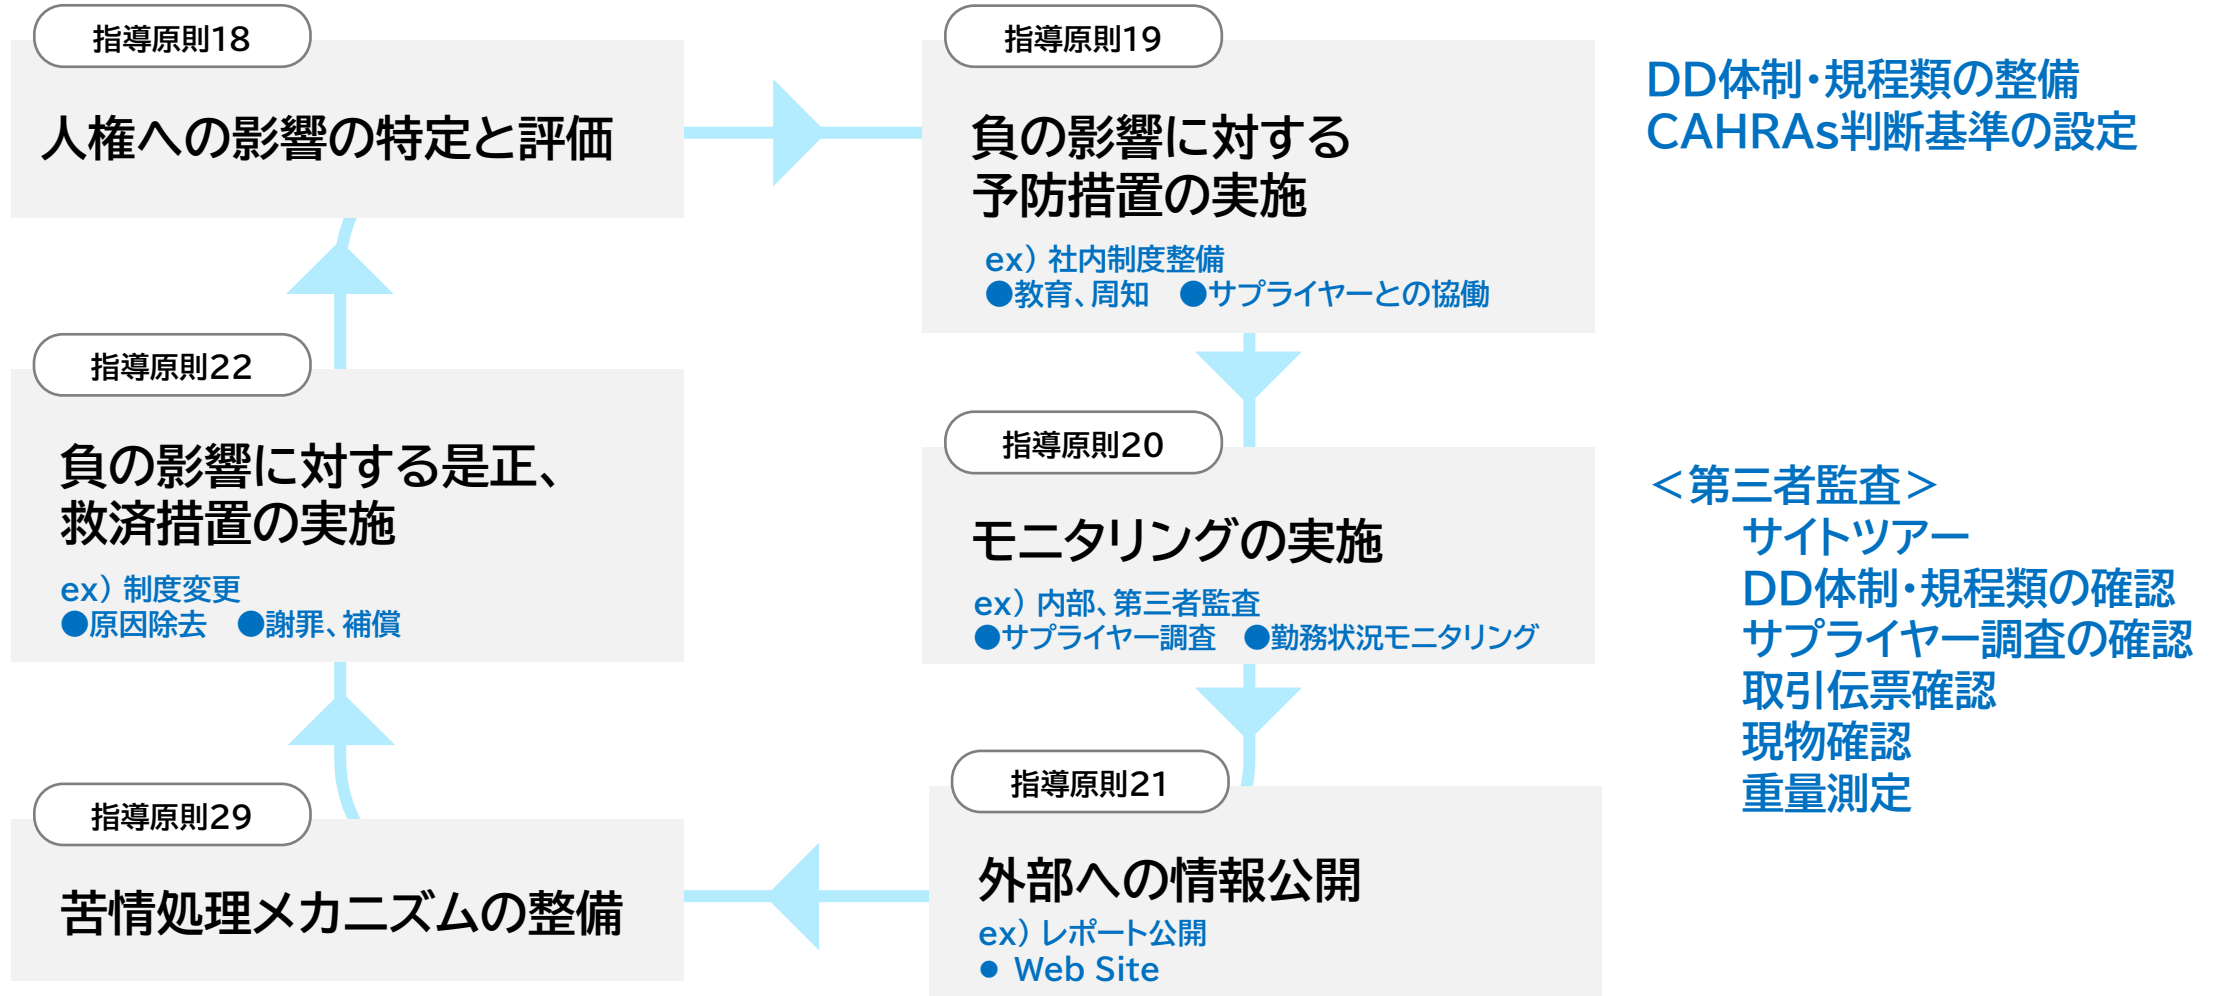 指導原則18
人権への影響の特定と評価
指導原則19
負の影響に対する
予防措置の実施
ex）社内制度整備
●教育、周知　●サプライヤーとの協働
DD体制・規程類の整備
CAHRAs判断基準の設定
指導原則20
モニタリングの実施
ex）内部、第三者監査
●サプライヤー調査　●勤務状況モニタリング
＜第三者監査＞
サイトツアー
DD体制・規程類の確認
サプライヤー調査の確認
取引伝票確認
現物確認
重量測定
指導原則21
外部への情報公開
ex）レポート公開
● Web Site
指導原則29
苦情処理メカニズムの整備
指導原則22
負の影響に対する是正、
救済措置の実施
ex）制度変更
●原因除去　●謝罪、補償